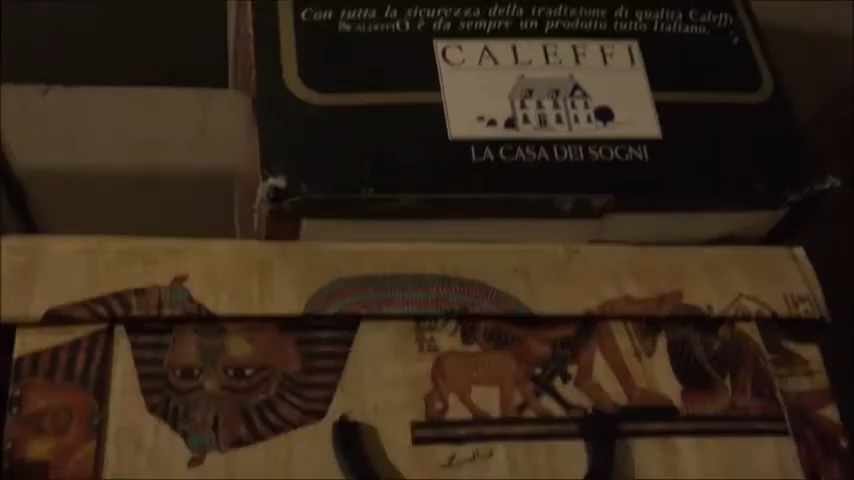 Con tutta la sicurezza della tradizione di qualità Caleffi
è da sempre un prodotto tutto Italiano.
CALEFFI
LA CASA DEI SOGNI